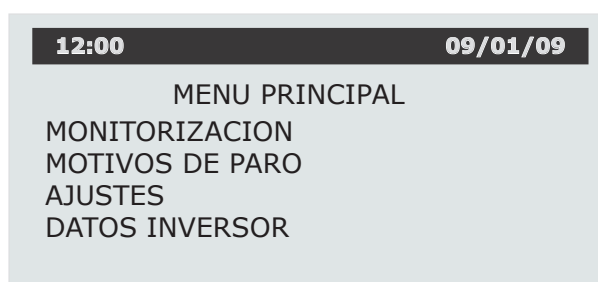 12:00 09/01/09
MENU PRINCIPAL
MONITORIZACION
MOTIVOS DE PARO
AJUSTES
DATOS INVERSOR